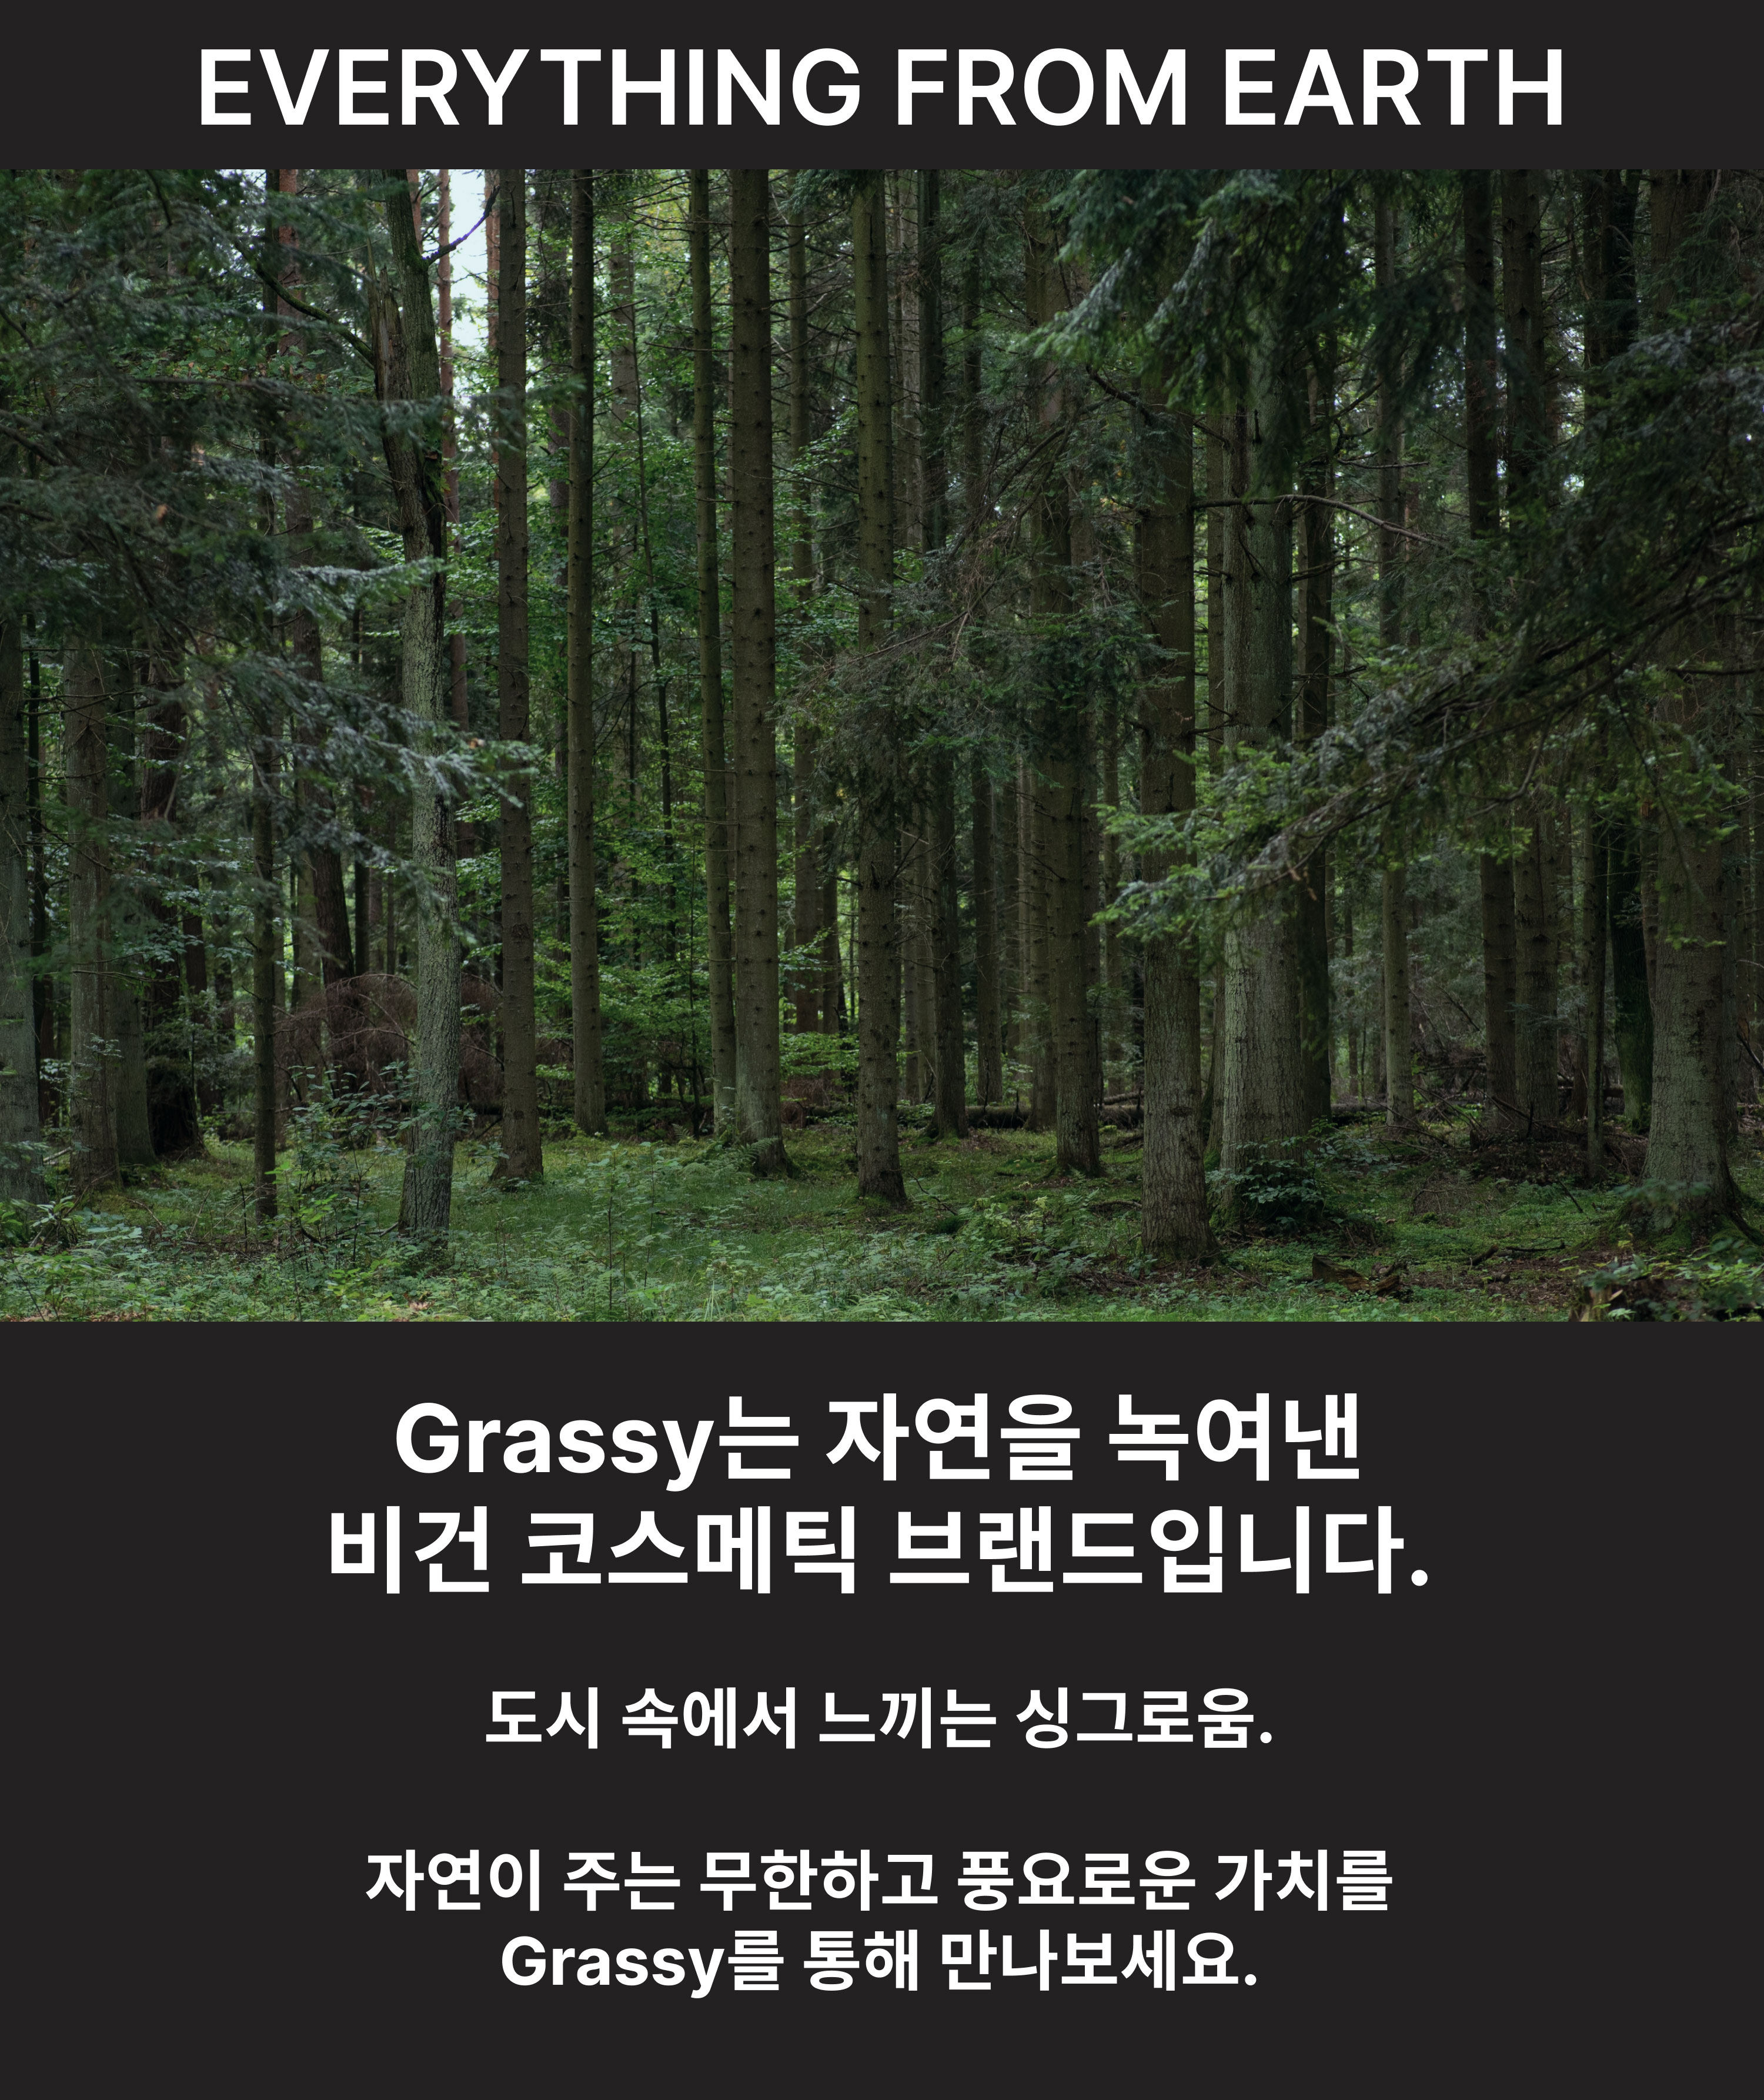 EVERYTHING FROM EARTH
Grassy는 자연을 녹여낸
비건 코스메틱 브랜드입니다.
도시 속에서 느끼는 싱그로움.
자연이 주는 무한하고 풍요로운 가치를
Grassy를 통해 만나보세요.